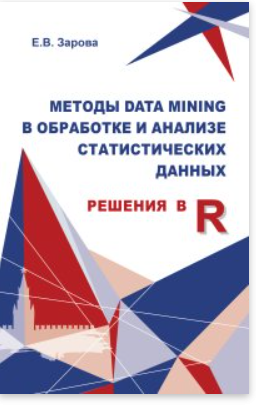 Е.В. Зарова
МЕТОДЫ DATA MINING
В ОБРАБОТКЕ И АНАЛИЗЕ
СТАТИСТИЧЕСКИХ
ДАННЫХ
РЕШЕНИЯ В R